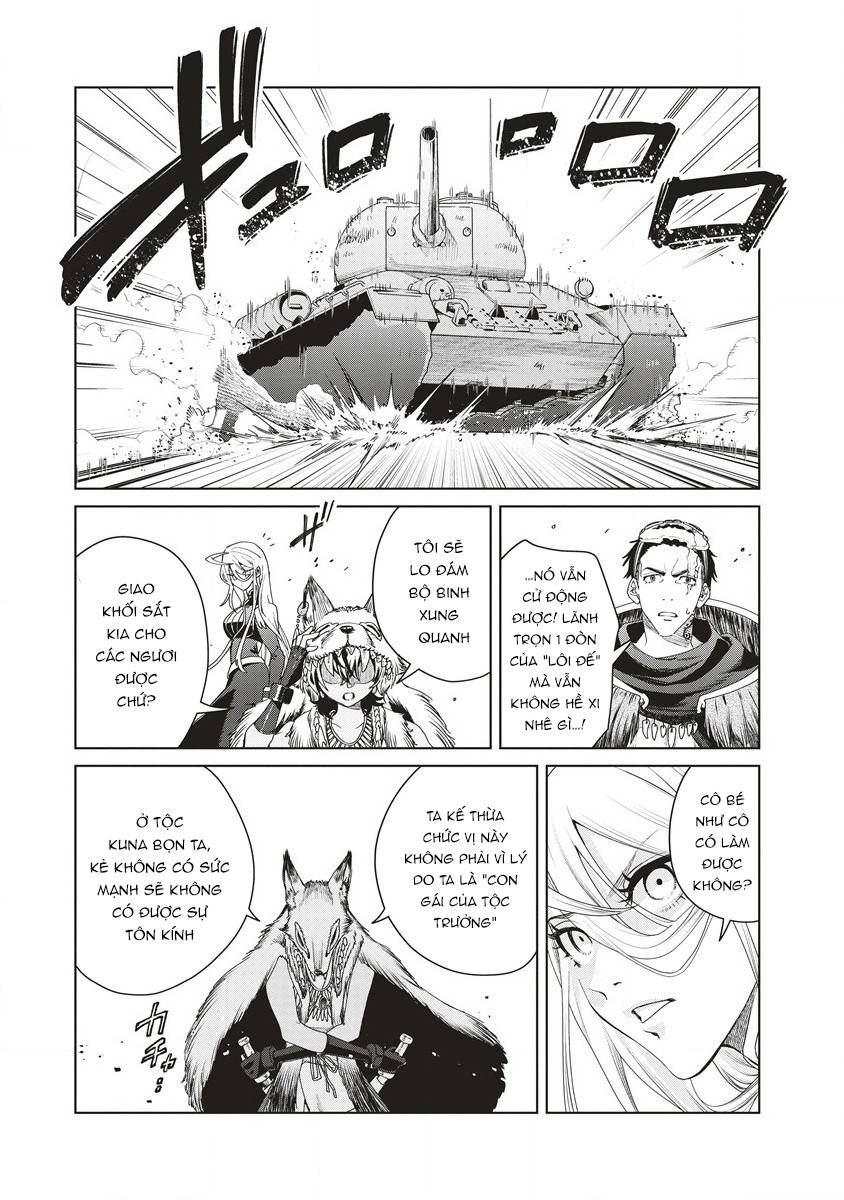 ギュロロロ
...NÓ VẪN
CỬ ĐỘNG
ĐƯỢC! LÃNH
TRỌN 1 ĐÒN
CỦA "LÔI ĐẾ"
MÀ VẪN
KHÔNG HỀ XI
NHÊ GÌ...!
TÔI SẼ
LO ĐÁM
BỘ BINH
XUNG
QUANH
ザッ
GIAO
KHỐI SẮT
KIA CHO
CÁC NGƯƠI
ĐƯỢC
CHỨ?
CÔ BÉ
NHƯ CÔ
CÓ LÀM
ĐƯỢC
KHÔNG?
TA KẾ THỪA
CHỨC VỊ NÀY
KHÔNG PHẢI VÌ LÝ
DO TA LÀ "CON
GÁI CỦA TỘC
TRƯỞNG"
Ở TỘC
KUNA BỌN TA,
KẺ KHÔNG CÓ SỨC
MẠNH SẼ KHÔNG
CÓ ĐƯỢC SỰ
TÔN KÍNH
カチャ…